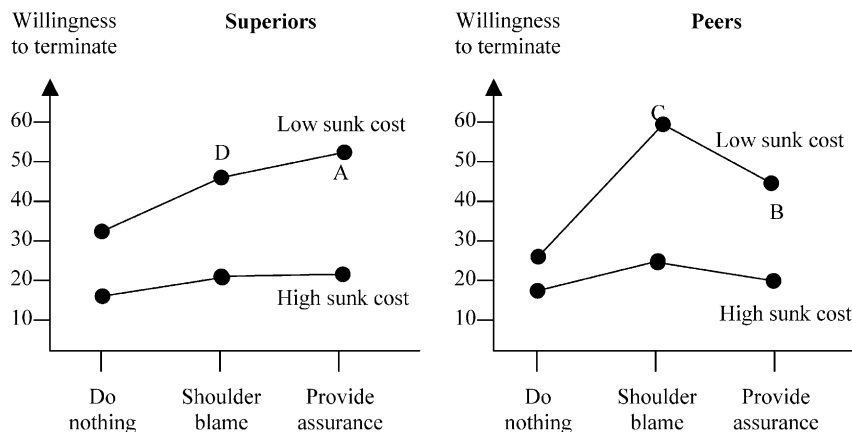 Willingness
to terminate
Superiors
60
50
40
30
20
10
Low sunk cost
D
A
High sunk cost
Do
nothing
Shoulder
blame
Provide
assurance
Willingness
to terminate
Peers
60
50
40
30
20
10
C
Low sunk cost
B
High sunk cost
Do
nothing
Shoulder
blame
Provide
assurance